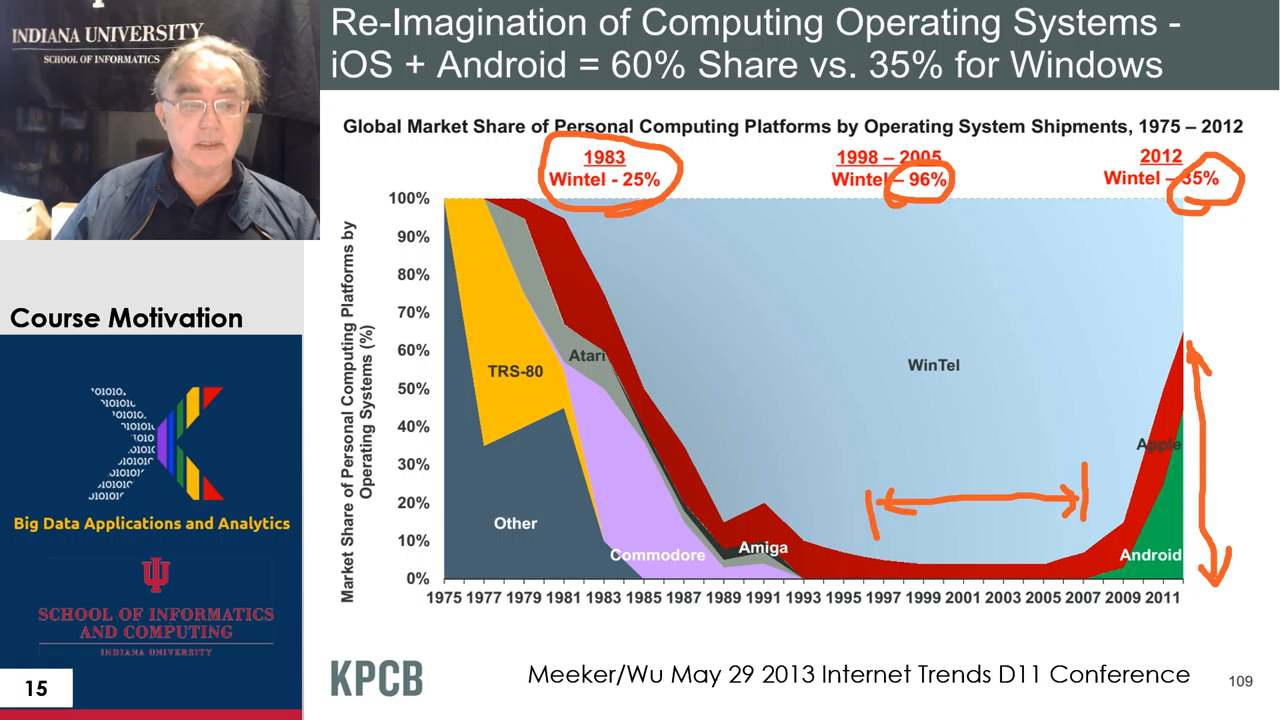 INDIANA UNIVERSITY
SCHOOL OF INFORMATICS
Re-Imagination of Computing Operating Systems -
iOS + Android = 60% Share vs. 35% for Windows
Global Market Share of Personal Computing Platforms by Operating System Shipments, 1975 – 2012
1983
Wintel - 25%
1998 – 2005
Wintel – 96%
2012
Wintel – 35%
Market Share of Personal Computing Platforms by
Operating Systems (%)
100%
90%
80%
70%
60%
50%
40%
30%
20%
10%
0%
Other
TRS-80
Atari
Commodore
Amiga
WinTel
Apple
Android
1975 1977 1979 1981 1983 1985 1987 1989 1991 1993 1995 1997 1999 2001 2003 2005 2007 2009 2011
KPCB
Meeker/Wu May 29 2013 Internet Trends D11 Conference
109
Course Motivation
Big Data Applications and Analytics
SCHOOL OF INFORMATICS
AND COMPUTING
INDIANA UNIVERSITY
15